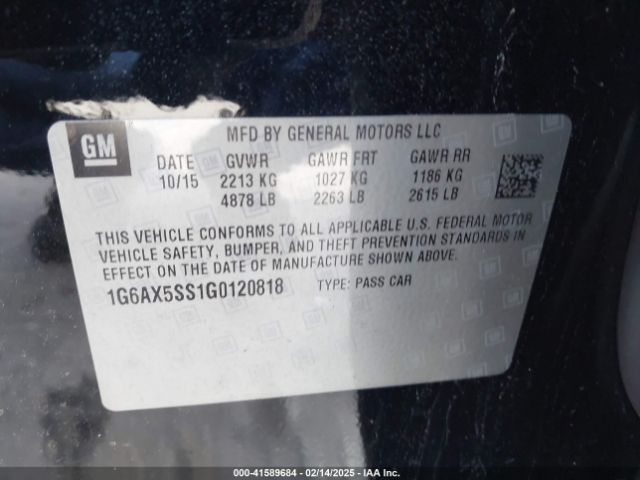 GM
MFD BY GENERAL MOTORS LLC
DATE GVWR GAWR FRT GAWR RR
10/15 2213 KG 1027 KG 1186 KG
4878 LB 2263 LB 2615 LB
THIS VEHICLE CONFORMS TO ALL APPLICABLE U.S. FEDERAL MOTOR
VEHICLE SAFETY, BUMPER, AND THEFT PREVENTION STANDARDS IN
EFFECT ON THE DATE OF MANUFACTURE SHOWN ABOVE.
1G6AX5SS1G0120818 TYPE: PASS CAR
000-41589684 - 02/14/2025 - IAA Inc.